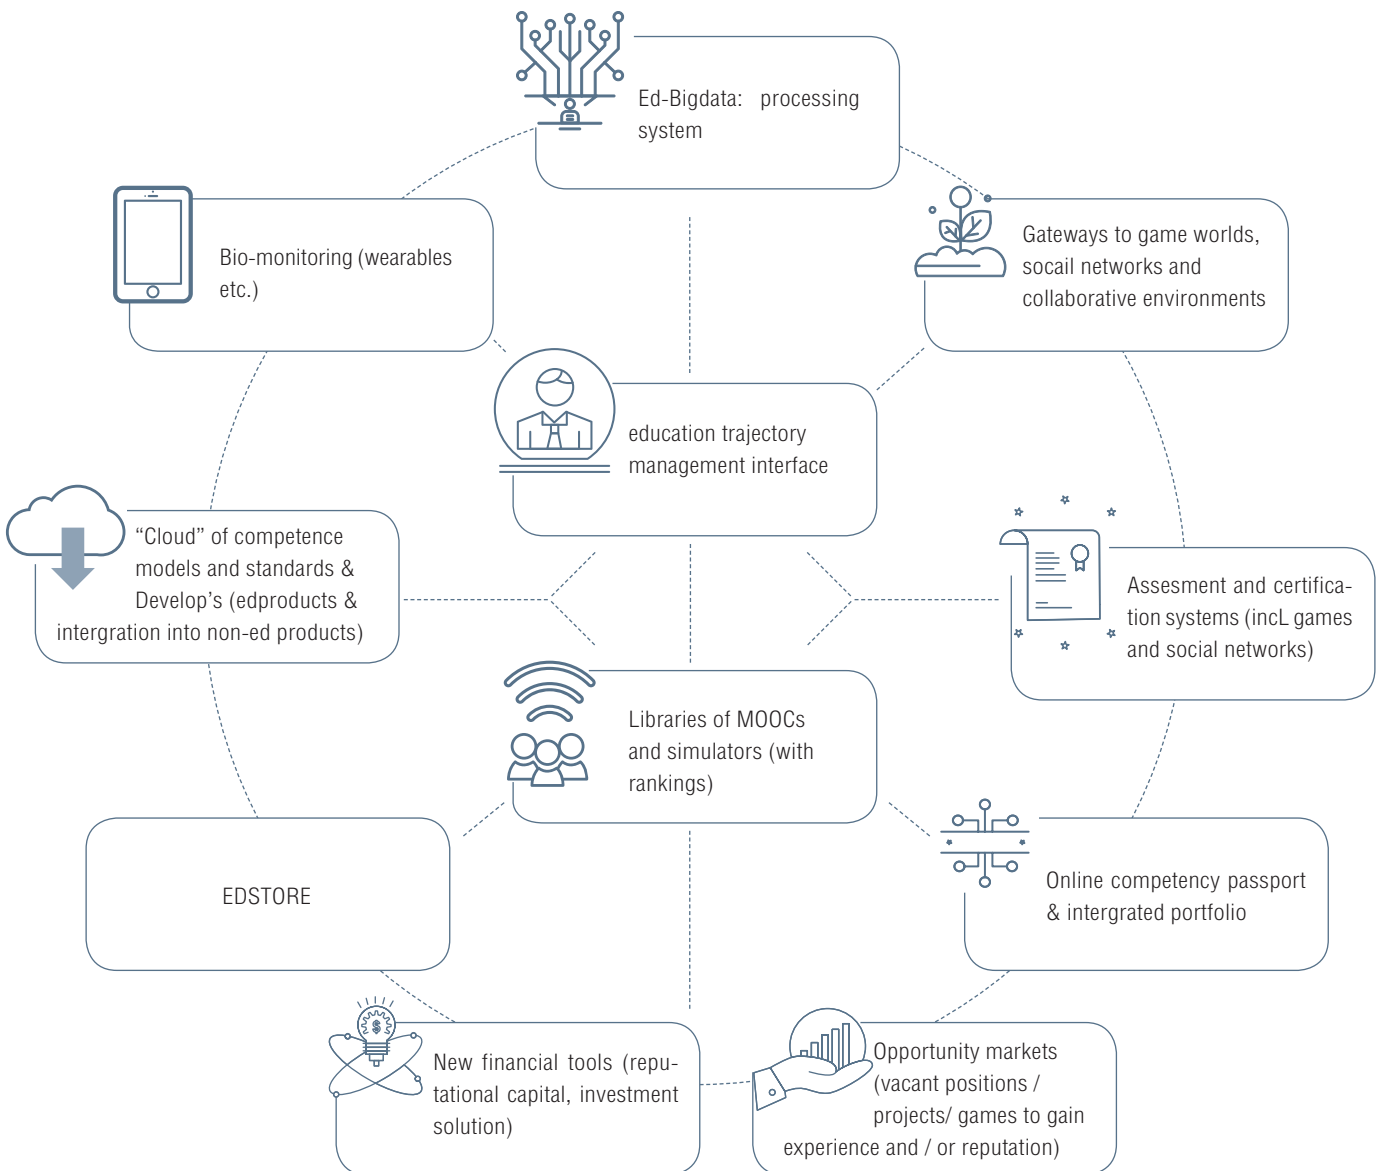 Ed-Bigdata: processing
system
Bio-monitoring (wearables
etc.)
Gateways to game worlds,
socail networks and
collaborative environments
education trajectory
management interface
“Cloud” of competence
models and standards &
Develop’s (edproducts &
intergration into non-ed products)
Assesment and certifica-
tion systems (incL games
and social networks)
Libraries of MOOCs
and simulators (with
rankings)
EDSTORE
Online competency passport
& intergrated portfolio
New financial tools (repu-
tational capital, investment
solution)
Opportunity markets
(vacant positions /
projects/ games to gain
experience and / or reputation)
$